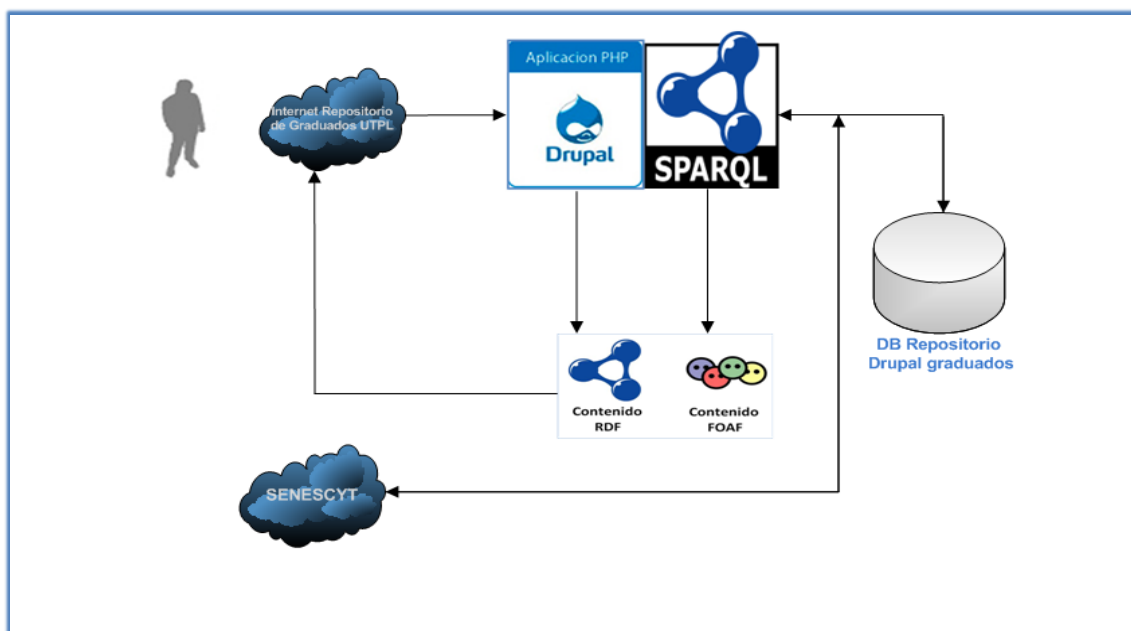 Aplicacion PHP
Drupal
SPARQL
Internet Repositorio
de Graduados UTPL
DB Repositorio
Drupal graduados
Contenido
RDF
Contenido
FOAF
SENESCYT